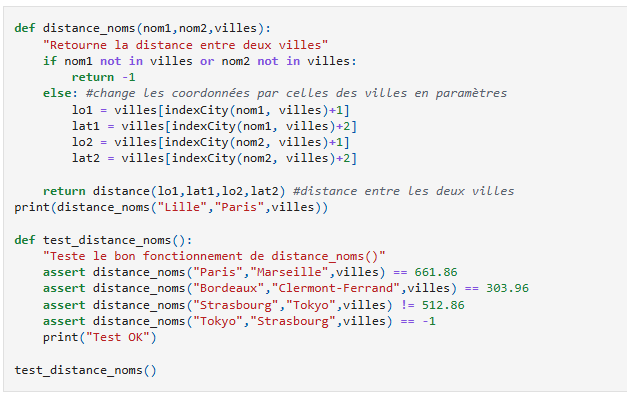 def distance_noms(nom1,nom2,villes):
    "Retourne la distance entre deux villes"
    if nom1 not in villes or nom2 not in villes:
        return -1
    else: #change les coordonnées par celles des villes en paramètres
        lo1 = villes[indexCity(nom1, villes)+1]
        lat1 = villes[indexCity(nom1, villes)+2]
        lo2 = villes[indexCity(nom2, villes)+1]
        lat2 = villes[indexCity(nom2, villes)+2]

    return distance(lo1,lat1,lo2,lat2) #distance entre les deux villes
print(distance_noms("Lille","Paris",villes))

def test_distance_noms():
    "Teste le bon fonctionnement de distance_noms()"
    assert distance_noms("Paris","Marseille",villes) == 661.86
    assert distance_noms("Bordeaux","Clermont-Ferrand",villes) == 303.96
    assert distance_noms("Strasbourg","Tokyo",villes) != 512.86
    assert distance_noms("Tokyo","Strasbourg",villes) == -1
    print("Test OK")

test_distance_noms()